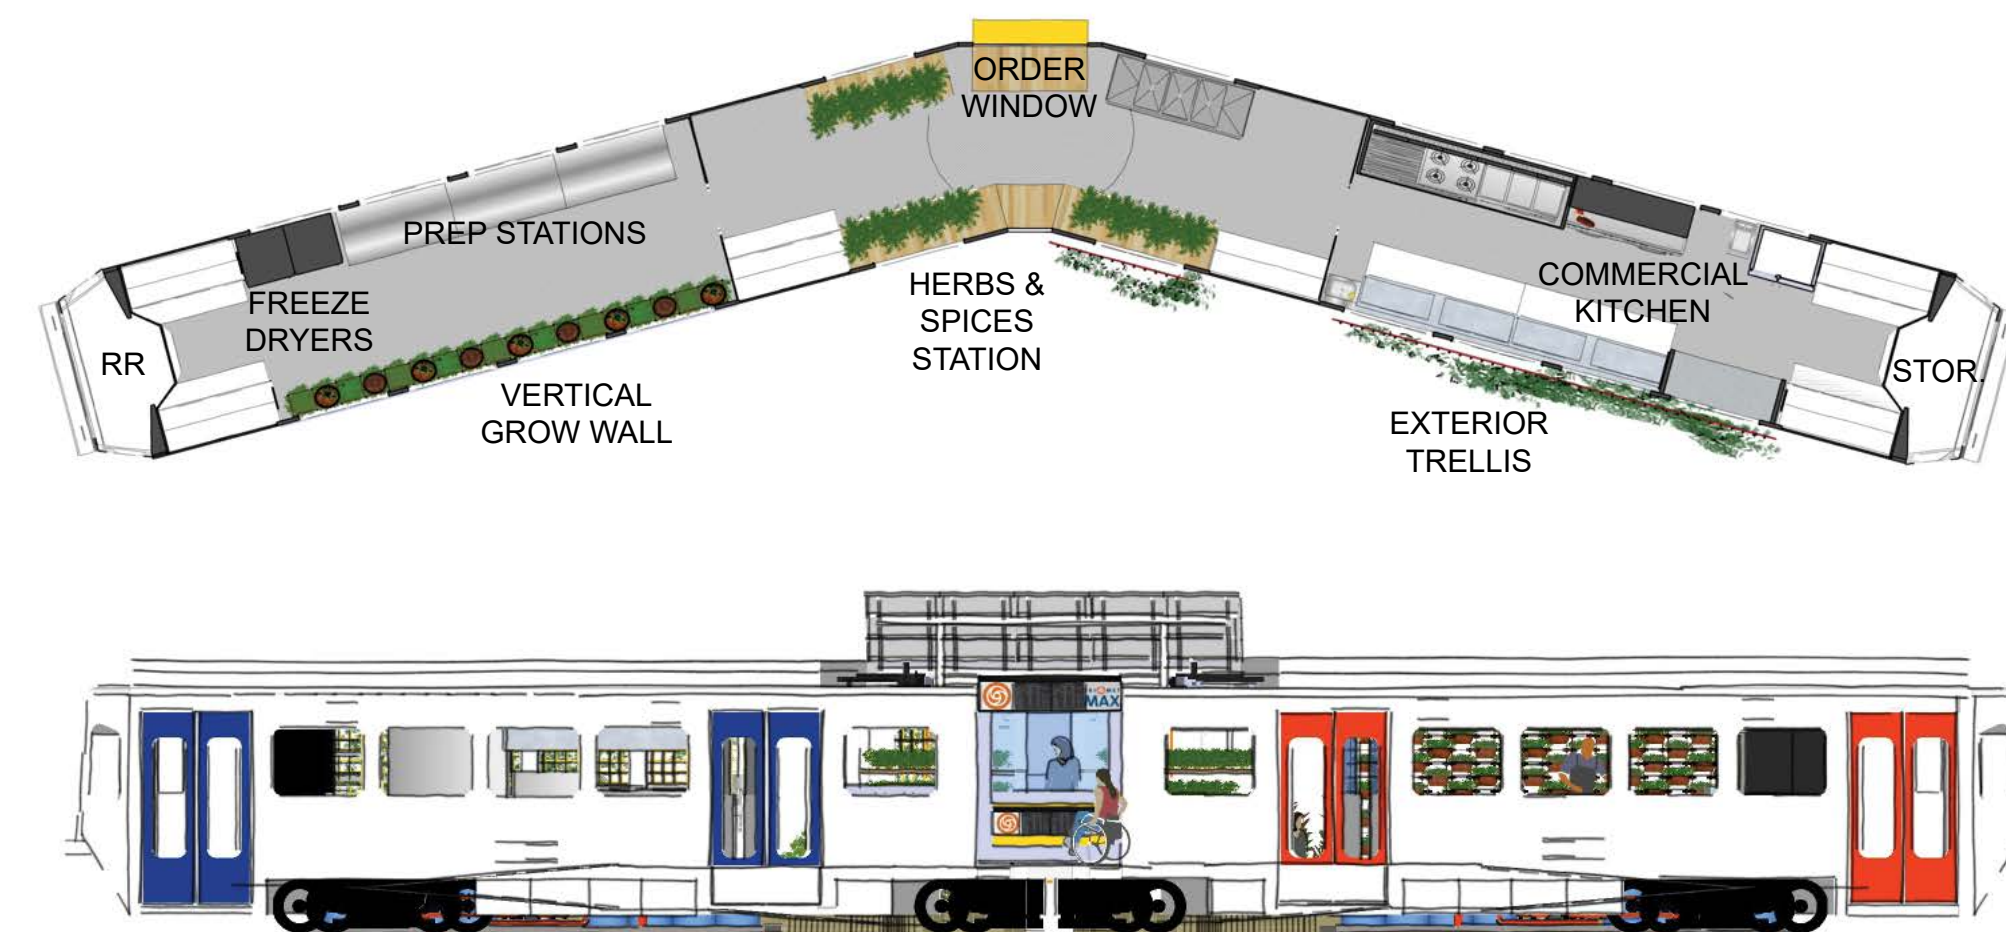 ORDER
WINDOW
PREP STATIONS
FREEZE
DRYERS
RR
VERTICAL
GROW WALL
HERBS &
SPICES
STATION
COMMERCIAL
KITCHEN
STOR.
EXTERIOR
TRELLIS
MAX